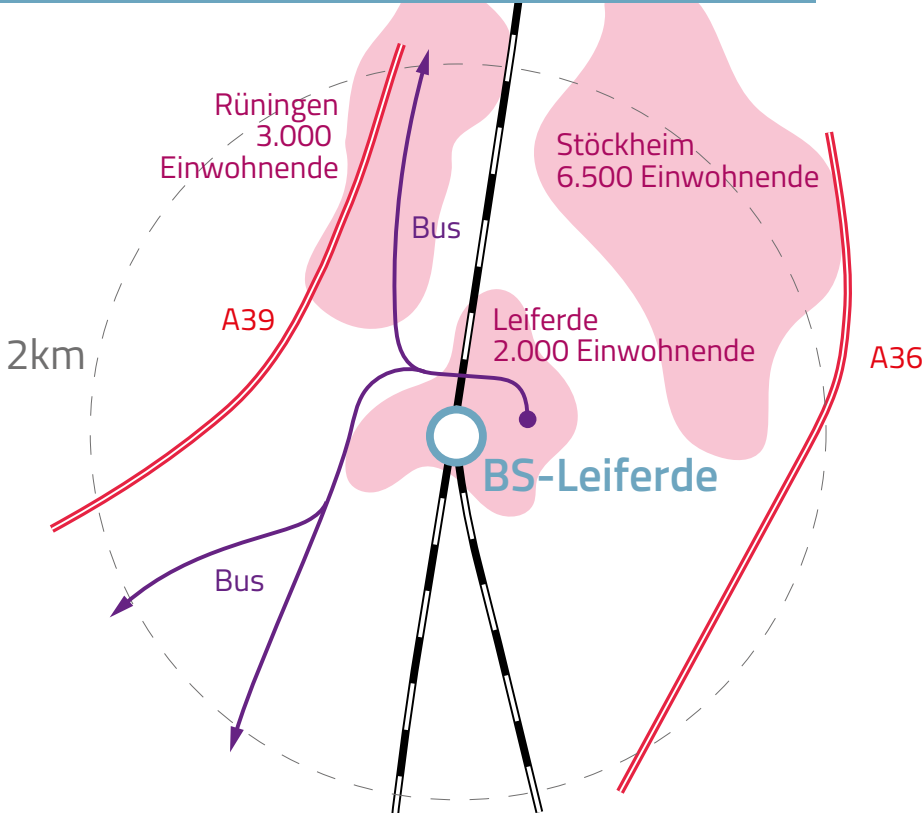 Rüningen
3.000
Einwohnende
Stöckheim
6.500 Einwohnende
Bus
A39
Leiferde
2.000 Einwohnende
2km
A36
BS-Leiferde
Bus